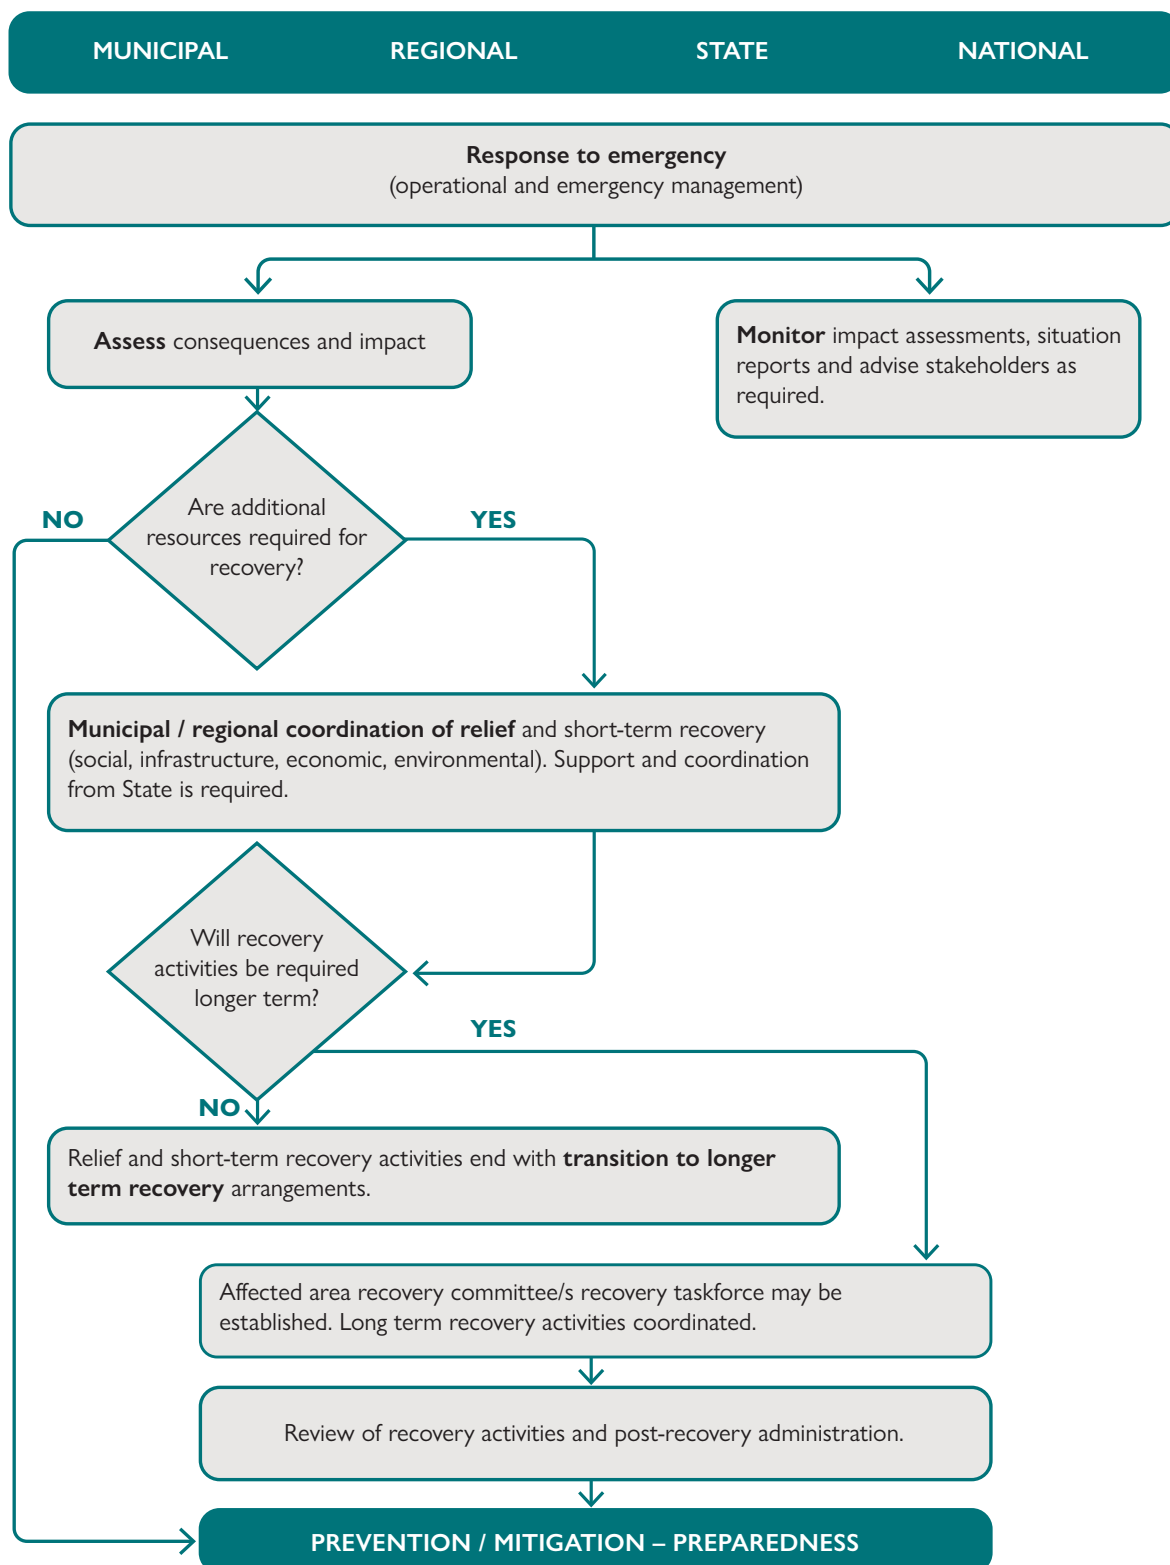 MUNICIPAL REGIONAL STATE NATIONAL
Response to emergency
(operational and emergency management)
Assess consequences and impact
Monitor impact assessments, situation
reports and advise stakeholders as
required.
Are additional
resources required for
recovery?
NO
YES
Municipal / regional coordination of relief and short-term recovery
(social, infrastructure, economic, environmental). Support and coordination
from State is required.
Will recovery
activities be required
longer term?
YES
NO
Relief and short-term recovery activities end with transition to longer
term recovery arrangements.
Affected area recovery committee/s recovery taskforce may be
established. Long term recovery activities coordinated.
Review of recovery activities and post-recovery administration.
PREVENTION / MITIGATION – PREPAREDNESS